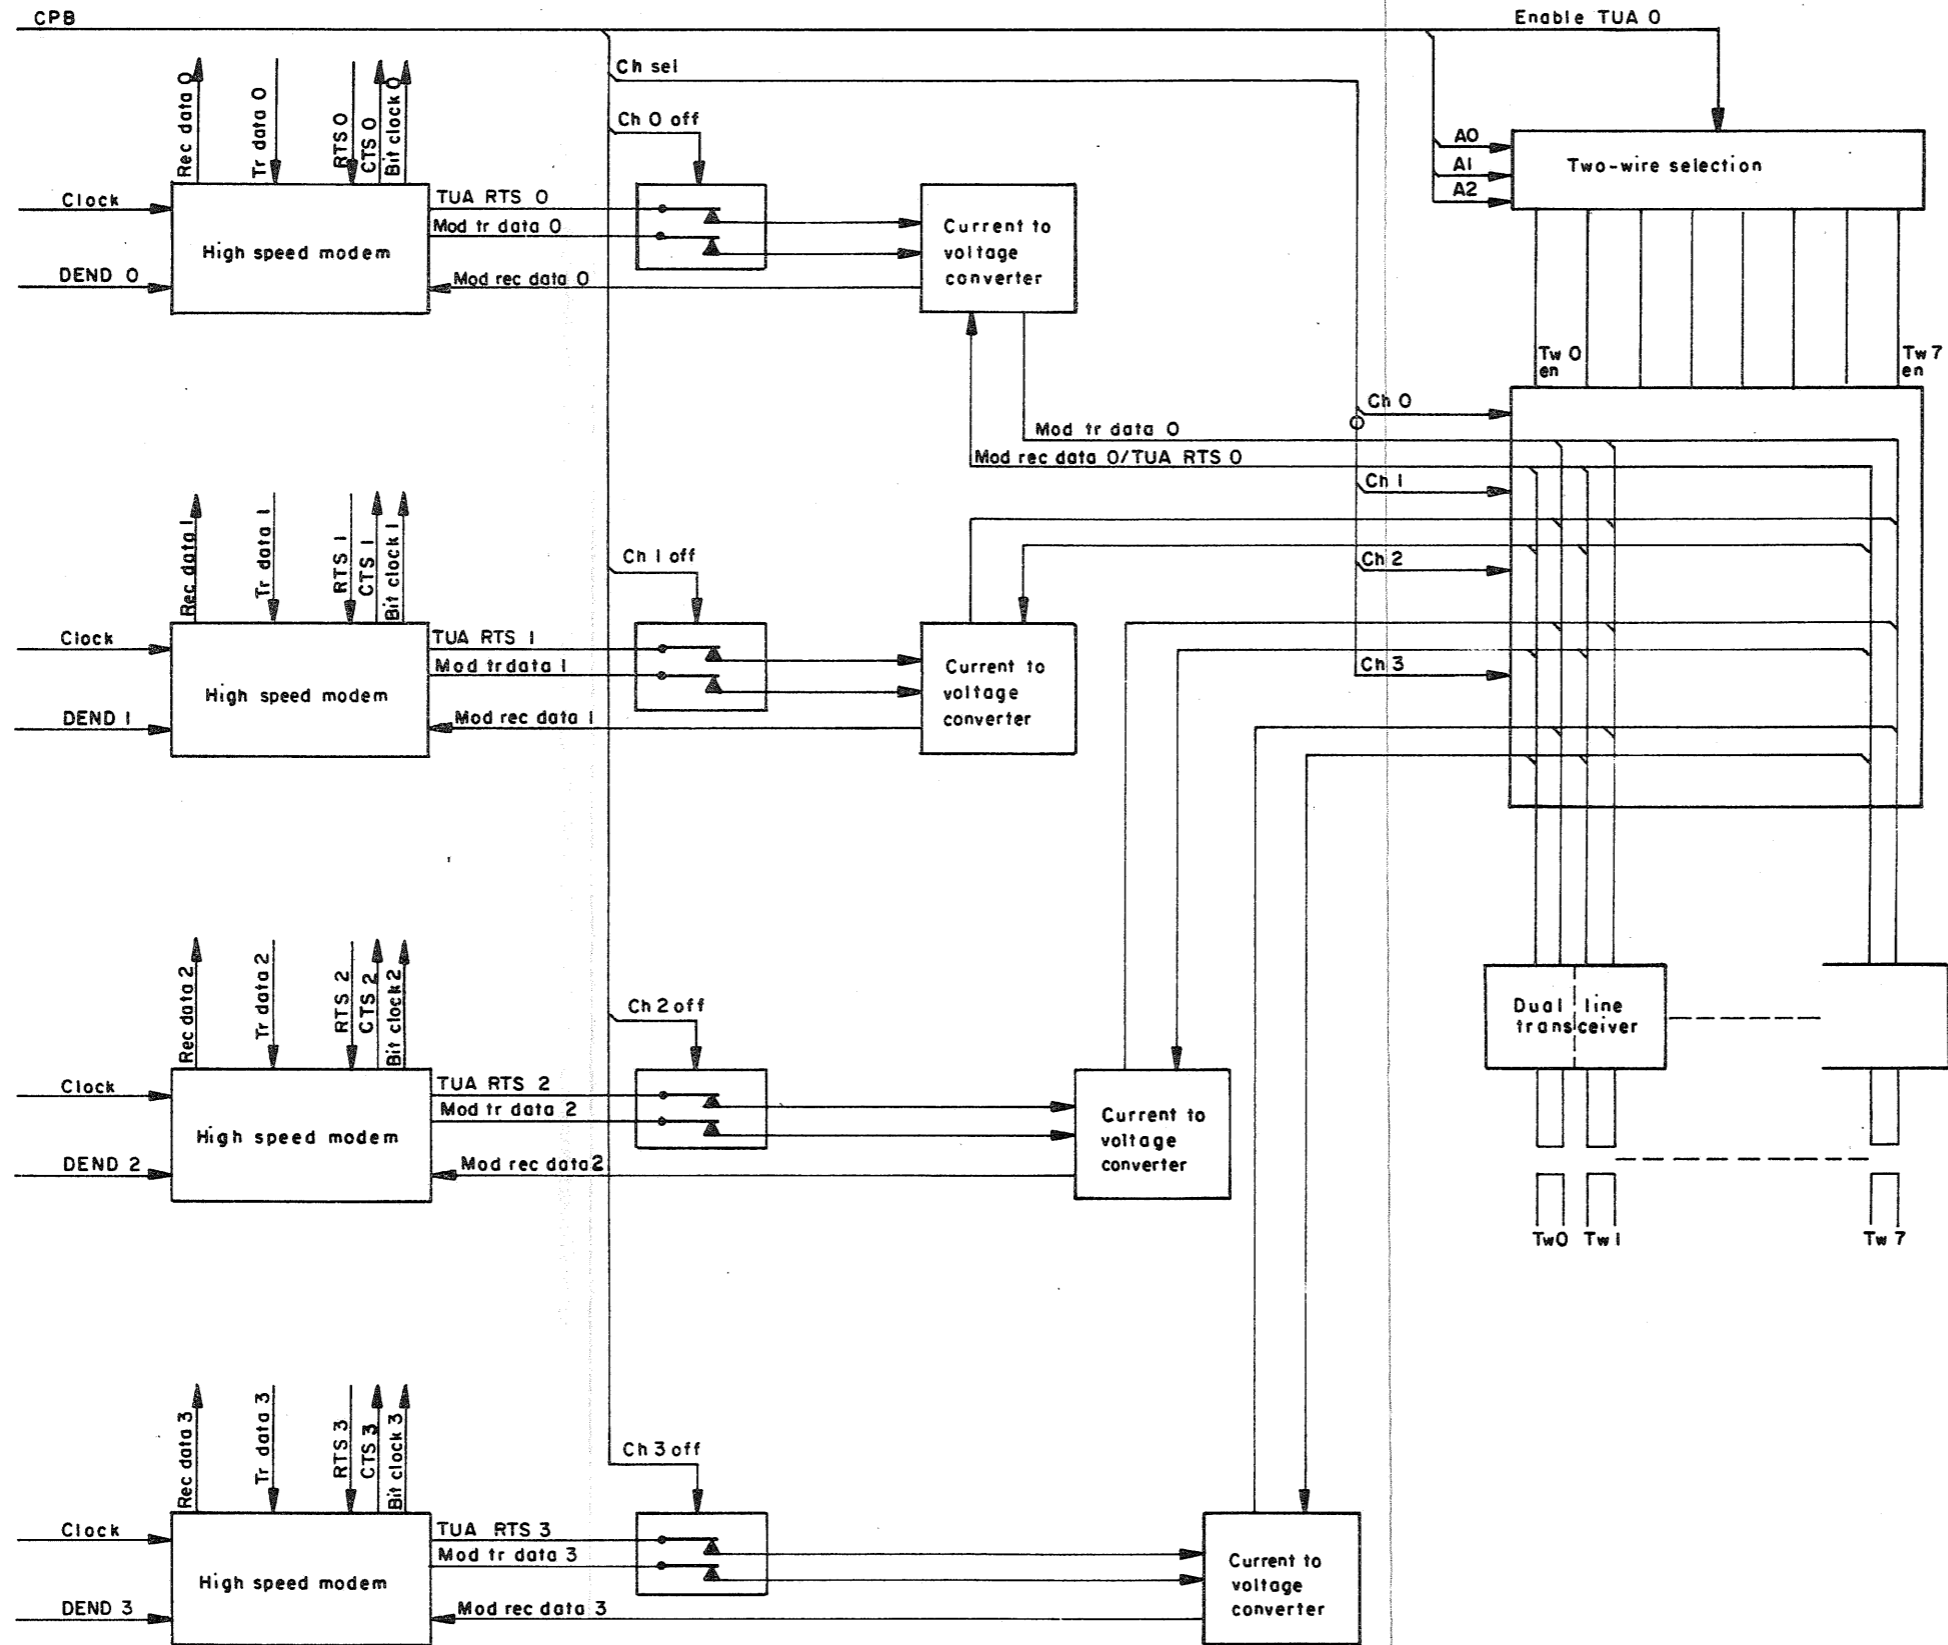 CPB
Enable TUA 0
Ch sel
Rec data 0
Tr data 0
RTS 0
CTS 0
Bit clock 0
Ch 0 off
A0
A1
A2
Two-wire selection
Clock
DEND 0
High speed modem
TUA RTS 0
Mod tr data 0
Mod rec data 0
Current to
voltage
converter
Tw 0
en
Tw 7
en
Ch 0
Mod tr data 0
Mod rec data 0/TUA RTS 0
Ch 1
Ch 2
Ch 3
Rec data 1
Tr data 1
RTS 1
CTS 1
Bit clock 1
Ch 1 off
Clock
DEND 1
High speed modem
TUA RTS 1
Mod tr data 1
Mod rec data 1
Current to
voltage
converter
Rec data 2
Tr data 2
RTS 2
CTS 2
Bit clock 2
Ch 2 off
Clock
DEND 2
High speed modem
TUA RTS 2
Mod tr data 2
Mod rec data 2
Current to
voltage
converter
Dual line
transceiver
Tw0
Tw1
Tw 7
Rec data 3
Tr data 3
RTS 3
CTS 3
Bit clock 3
Ch 3 off
Clock
DEND 3
High speed modem
TUA RTS 3
Mod tr data 3
Mod rec data 3
Current to
voltage
converter